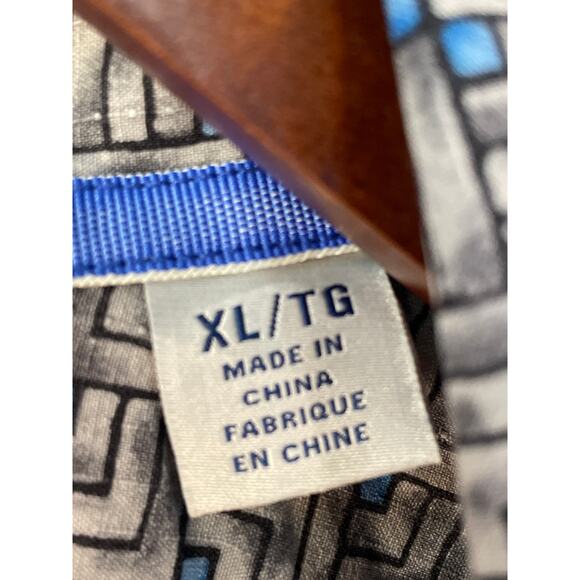 XL/TG
MADE IN
CHINA
FABRIQUE
EN CHINE